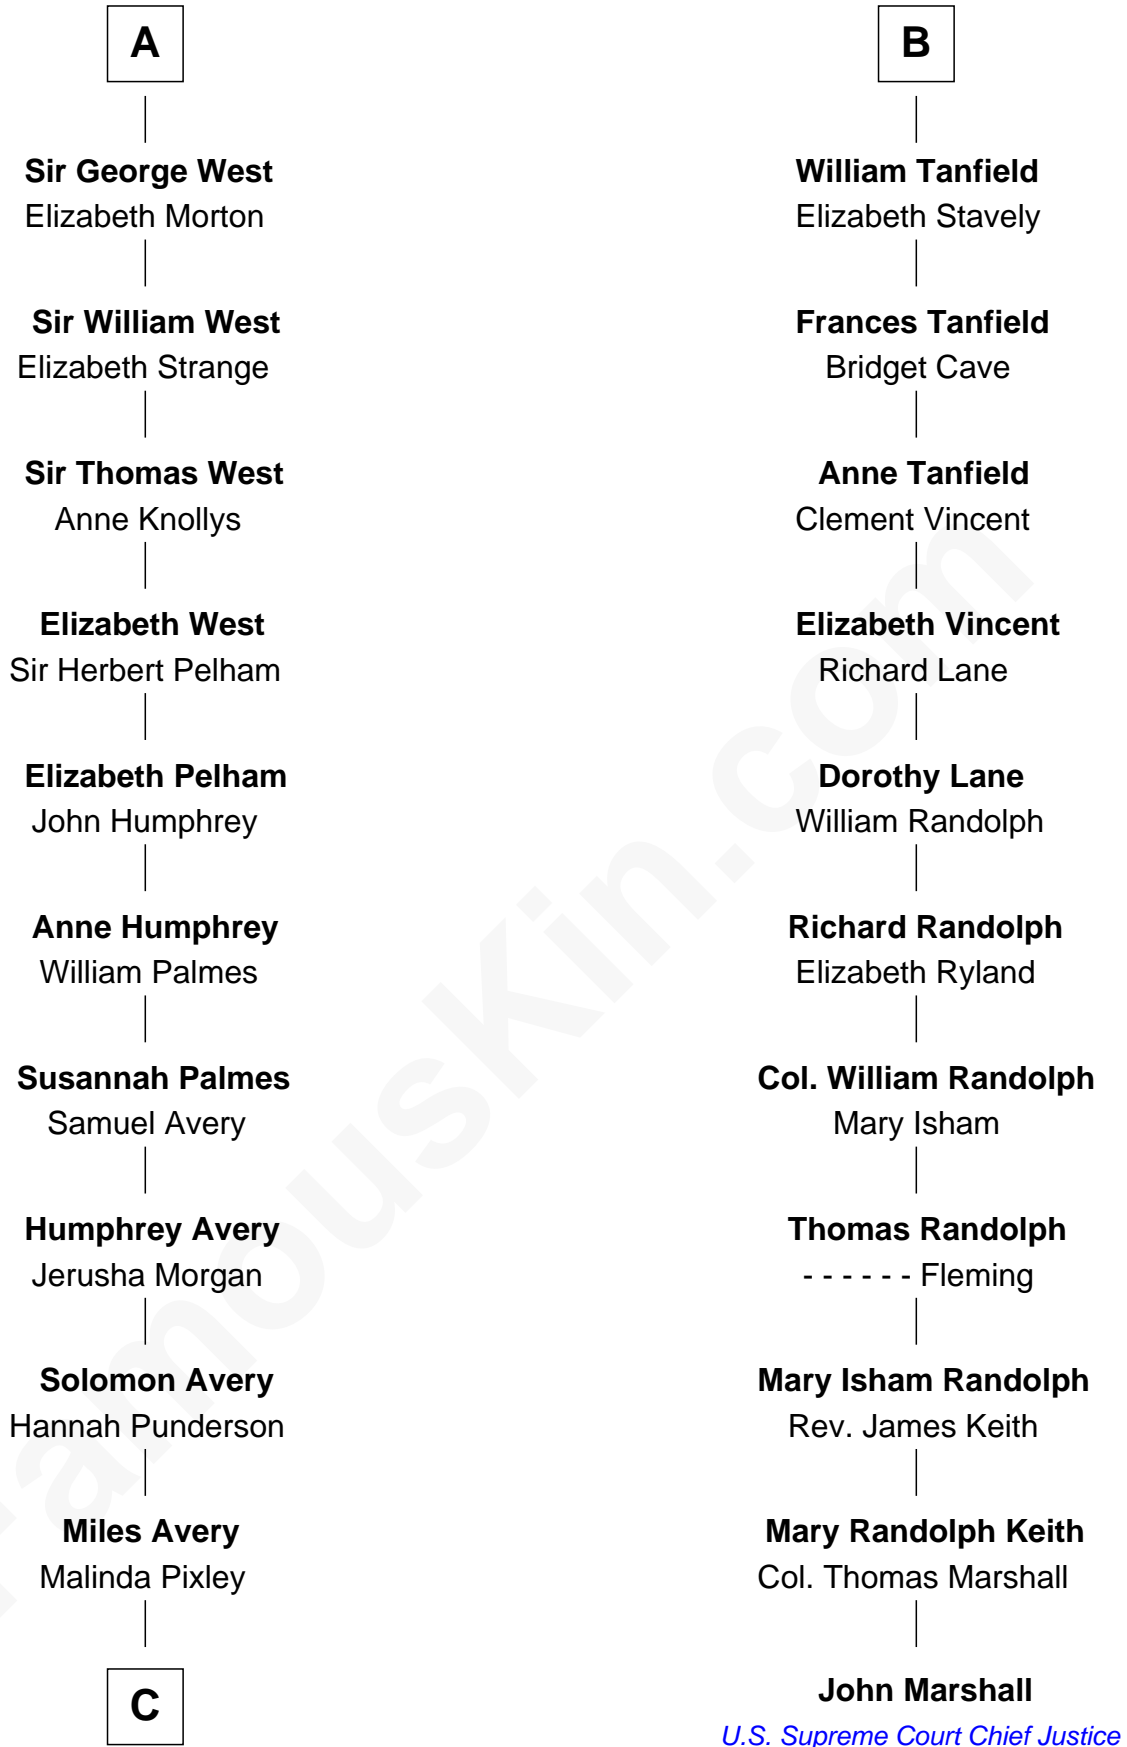 A
Sir George West
Elizabeth Morton
Sir William West
Elizabeth Strange
Sir Thomas West
Anne Knollys
Elizabeth West
Sir Herbert Pelham
Elizabeth Pelham
John Humphrey
Anne Humphrey
William Palmes
Susannah Palmes
Samuel Avery
Humphrey Avery
Jerusha Morgan
Solomon Avery
Hannah Punderson
Miles Avery
Malinda Pixley
C
B
William Tanfield
Elizabeth Stavely
Frances Tanfield
Bridget Cave
Anne Tanfield
Clement Vincent
Elizabeth Vincent
Richard Lane
Dorothy Lane
William Randolph
Richard Randolph
Elizabeth Ryland
Col. William Randolph
Mary Isham
Thomas Randolph
- - - - - - Fleming
Mary Isham Randolph
Rev. James Keith
Mary Randolph Keith
Col. Thomas Marshall
John Marshall
U.S. Supreme Court Chief Justice
FamousKin.com